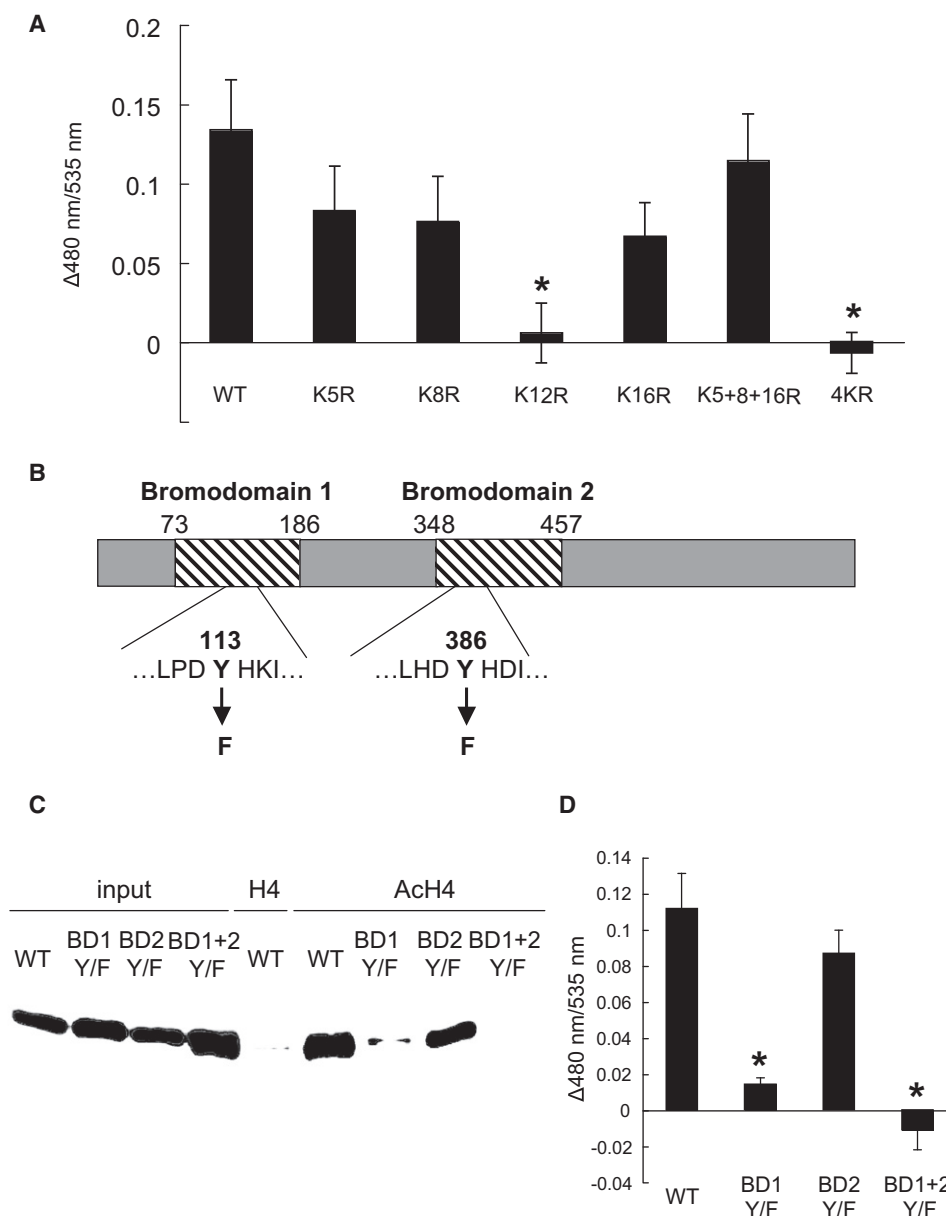 A
0.2
0.15
0.1
0.05
0
Δ480 nm/535 nm
*
*
WT K5R K8R K12R K16R K5+8+16R 4KR
B
Bromodomain 1 Bromodomain 2
73 186 348 457
113 386
...LPD Y HKI... ...LHD Y HDI...
F F
C
input H4 AcH4
WT BD1 Y/F BD2 Y/F BD1+2 Y/F WT WT BD1 Y/F BD2 Y/F BD1+2 Y/F
D
0.14
0.12
0.1
0.08
0.06
0.04
0.02
0
-0.02
-0.04
Δ480 nm/535 nm
*
*
WT BD1 BD2 BD1+2
Y/F Y/F Y/F